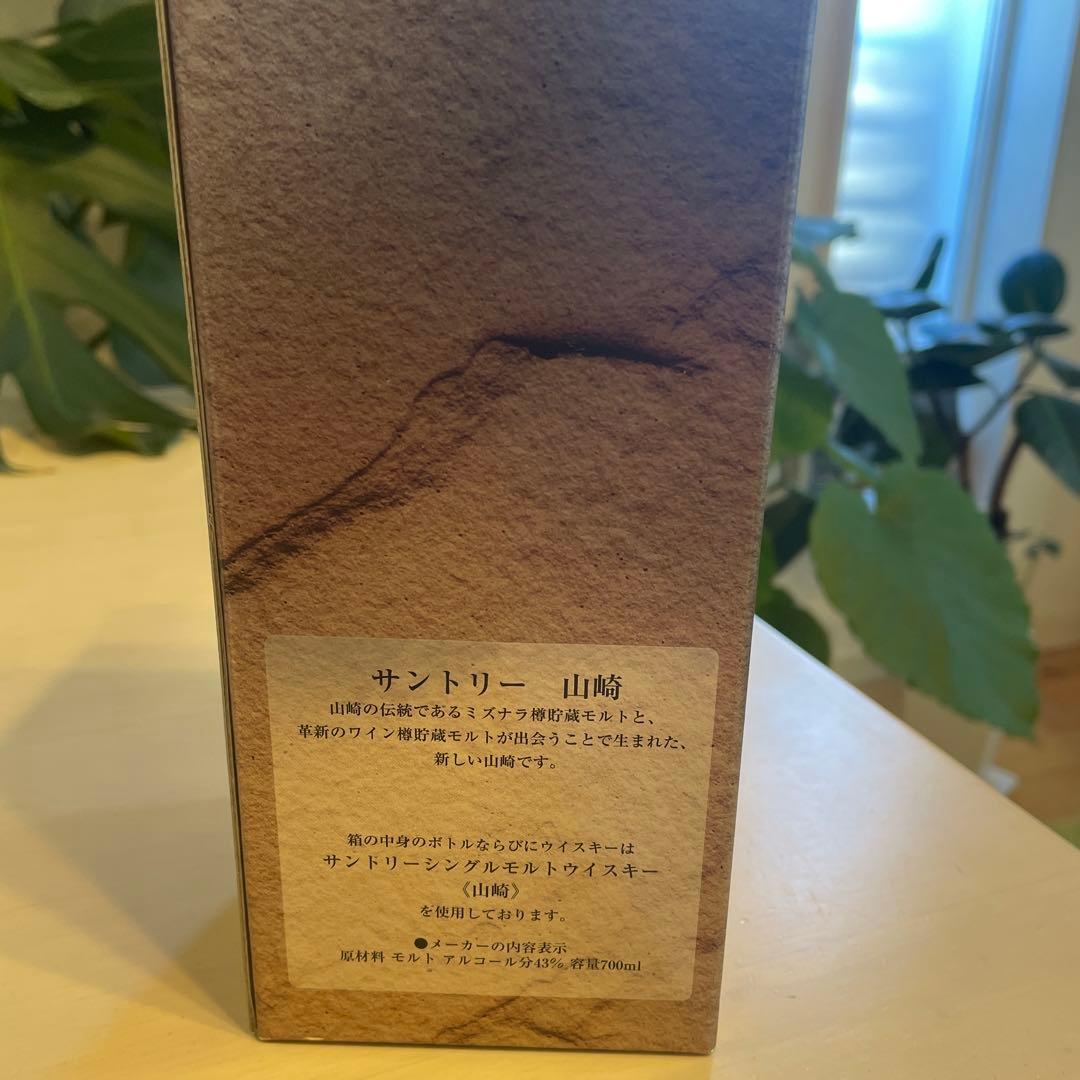 サントリー　山崎
山崎の伝統であるミズナラ樽貯蔵モルトと、
革新のワイン樽貯蔵モルトが出会うことで生まれた、
新しい山崎です。
箱の中身のボトルならびにウイスキーは
サントリーシングルモルトウイスキー
《山崎》
を使用しております。
●メーカーの内容表示
原材料 モルト アルコール分43% 容量700ml